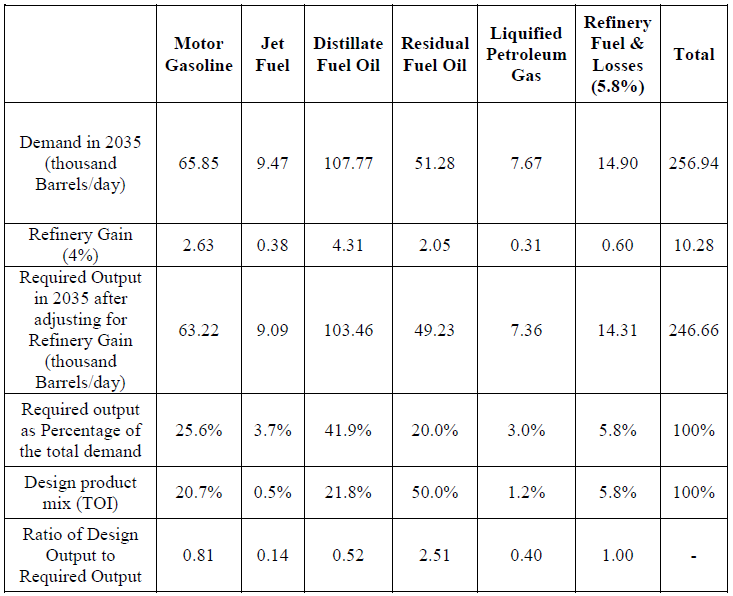 Motor
Gasoline
Jet
Fuel
Distillate
Fuel Oil
Residual
Fuel Oil
Liquified
Petroleum
Gas
Refinery
Fuel &
Losses
(5.8%)
Total
Demand in 2035
(thousand
Barrels/day)
65.85 9.47 107.77 51.28 7.67 14.90 256.94
Refinery Gain
(4%)
2.63 0.38 4.31 2.05 0.31 0.60 10.28
Required Output
in 2035 after
adjusting for
Refinery Gain
(thousand
Barrels/day)
63.22 9.09 103.46 49.23 7.36 14.31 246.66
Required output
as Percentage of
the total demand
25.6% 3.7% 41.9% 20.0% 3.0% 5.8% 100%
Design product
mix (TOI)
20.7% 0.5% 21.8% 50.0% 1.2% 5.8% 100%
Ratio of Design
Output to
Required Output
0.81 0.14 0.52 2.51 0.40 1.00 -